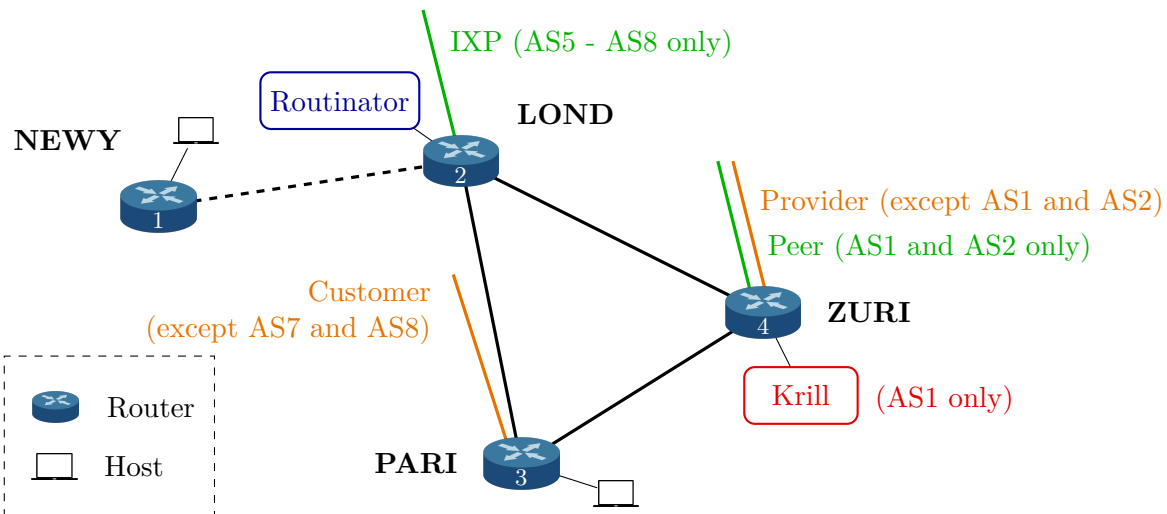 IXP (AS5 - AS8 only)
Routinator
LOND
NEWY
2
1
Provider (except AS1 and AS2)
Peer (AS1 and AS2 only)
Customer
(except AS7 and AS8)
ZURI
4
Krill
(AS1 only)
Router
Host
PARI
3